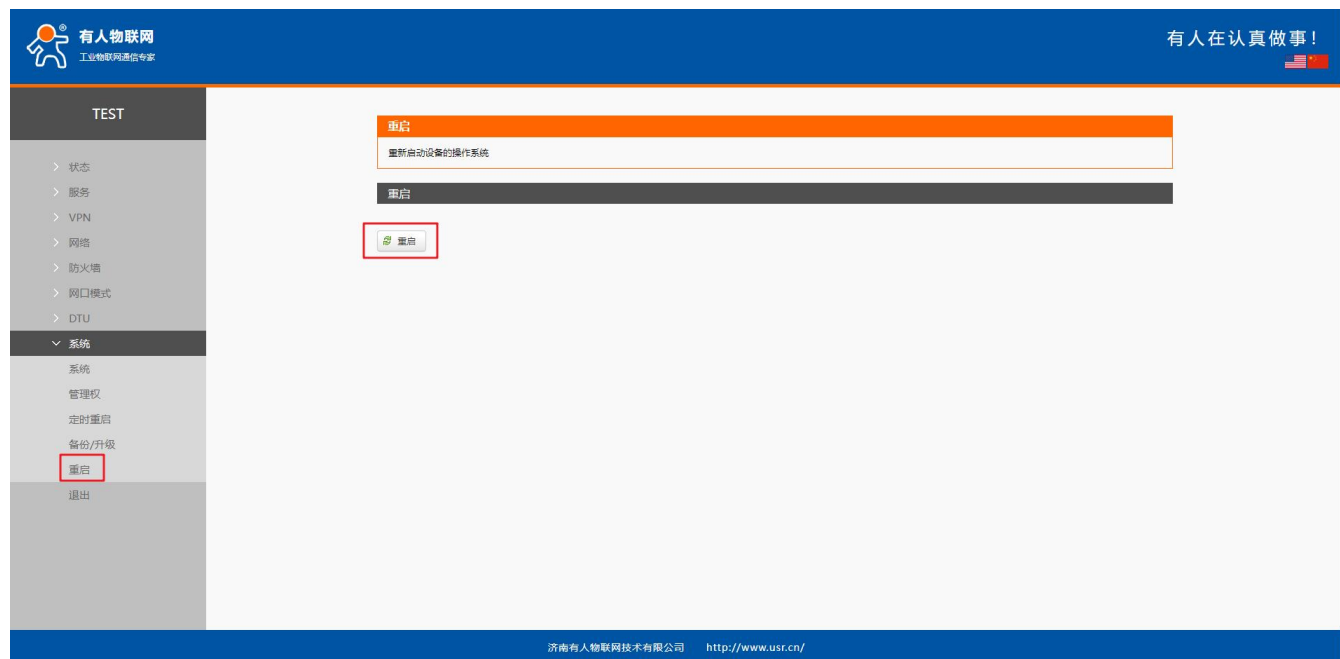 有人物联网
工业物联网通信专家
有人在认真做事！
TEST
状态
服务
VPN
网络
防火墙
网口模式
DTU
系统
系统
管理权
定时重启
备份/升级
重启
退出
重启
重新启动设备的操作系统
重启
重启
济南有人物联网技术有限公司 http://www.usr.cn/